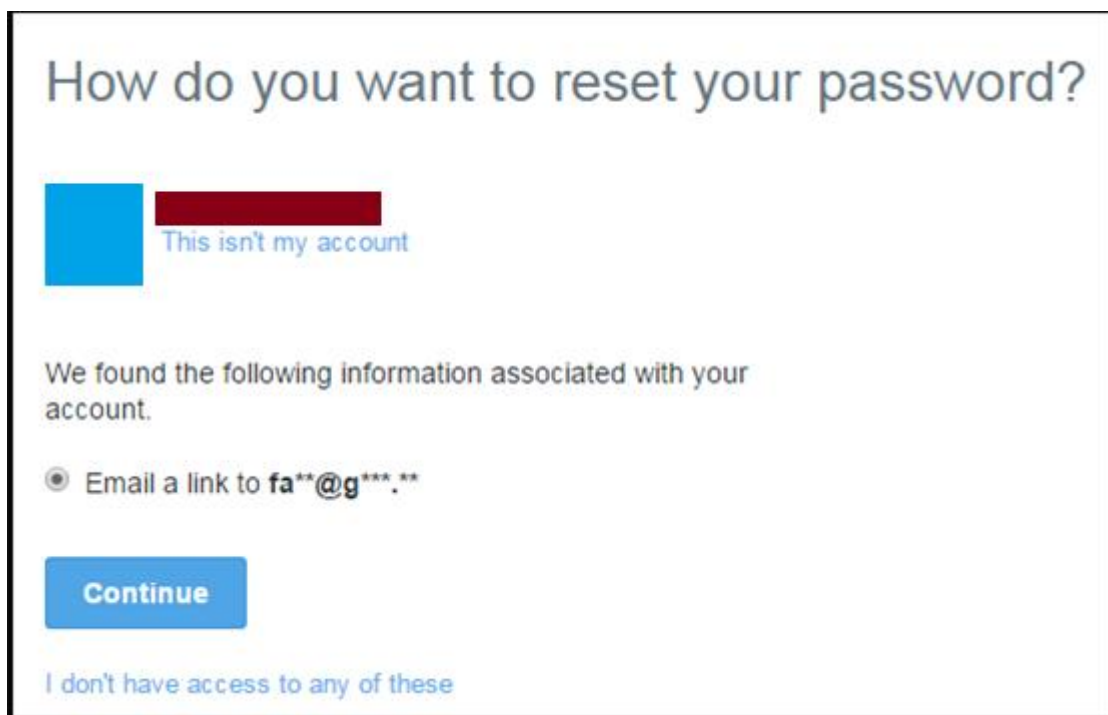 How do you want to reset your password?
This isn't my account
We found the following information associated with your
account.
Email a link to fa**@g***.**
Continue
I don't have access to any of these